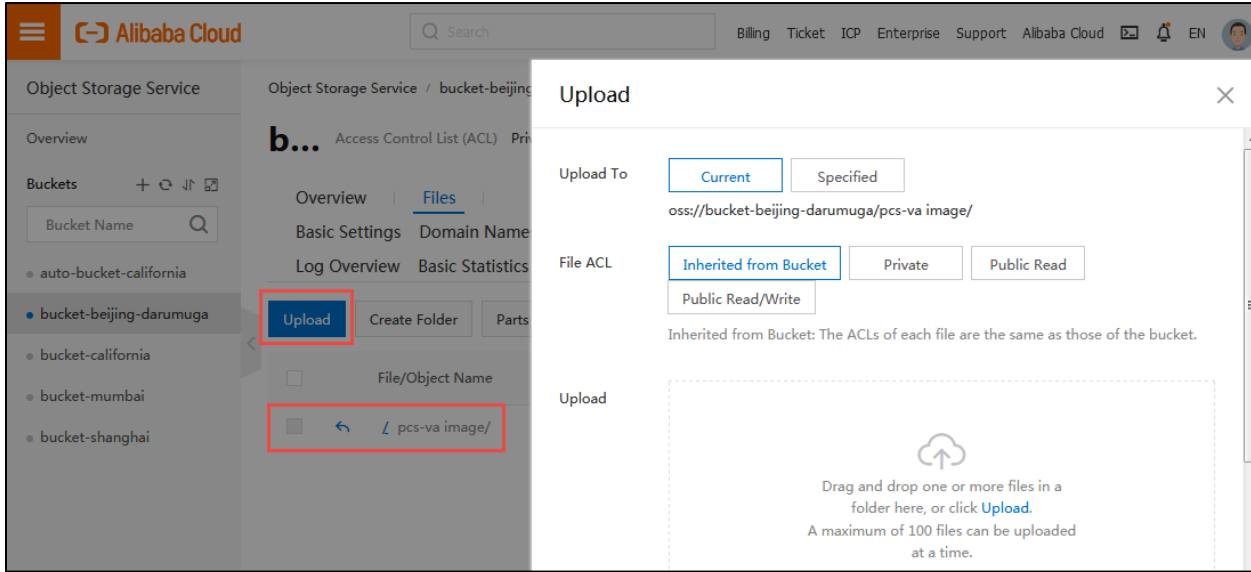 Alibaba Cloud
Search
Billing Ticket ICP Enterprise Support Alibaba Cloud EN
Object Storage Service
Overview
Buckets
Bucket Name
auto-bucket-california
bucket-beijing-darumuga
bucket-california
bucket-mumbai
bucket-shanghai
Object Storage Service / bucket-beijing
b... Access Control List (ACL) Pri
Overview Files
Basic Settings Domain Name
Log Overview Basic Statistics
Upload Create Folder Parts
File/Object Name
/ pcs-va image/
Upload
Upload To
Current Specified
oss://bucket-beijing-darumuga/pcs-va image/
File ACL
Inherited from Bucket Private Public Read
Public Read/Write
Inherited from Bucket: The ACLs of each file are the same as those of the bucket.
Upload
Drag and drop one or more files in a
folder here, or click Upload.
A maximum of 100 files can be uploaded
at a time.